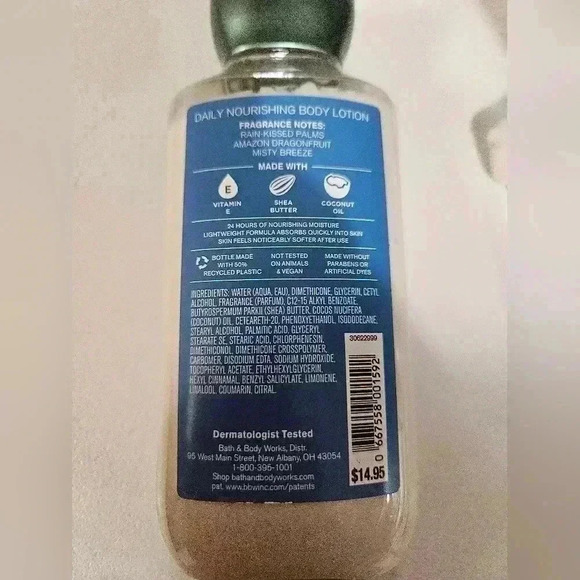 DAILY NOURISHING BODY LOTION
FRAGRANCE NOTES:
RAIN-KISSED PALMS
AMAZON DRAGONFRUIT
MISTY BREEZE
MADE WITH
E
VITAMIN
E
SHEA
BUTTER
COCONUT
OIL
24 HOURS OF NOURISHING MOISTURE
LIGHTWEIGHT FORMULA ABSORBS QUICKLY INTO SKIN
SKIN FEELS NOTICEABLY SOFTER AFTER USE
BOTTLE MADE
WITH 50%
RECYCLED PLASTIC
NOT TESTED
ON ANIMALS
& VEGAN
MADE WITHOUT
PARABENS OR
ARTIFICIAL DYES
INGREDIENTS: WATER (AQUA, EAU), DIMETHICONE, GLYCERIN, CETYL
ALCOHOL, FRAGRANCE (PARFUM), C12-15 ALKYL BENZOATE,
BUTYROSPERMUM PARKII (SHEA) BUTTER, COCOS NUCIFERA
(COCONUT) OIL, CETEARETH-20, PHENOXYETHANOL, ISODODECANE,
STEARYL ALCOHOL, PALMITIC ACID, GLYCERYL
STEARATE SE, STEARIC ACID, CHLORPHENESIN,
DIMETHICONOL, DIMETHICONE CROSSPOLYMER,
CARBOMER, DISODIUM EDTA, SODIUM HYDROXIDE,
TOCOPHERYL ACETATE, ETHYLHEXYLGLYCERIN,
HEXYL CINNAMAL, BENZYL SALICYLATE, LIMONENE,
LINALOOL, COUMARIN, CITRAL.
30622999
0 667558 001592
$14.95
Dermatologist Tested
Bath & Body Works, Distr.
95 West Main Street, New Albany, OH 43054
1-800-395-1001
Shop bathandbodyworks.com
www.bbwinc.com/patents